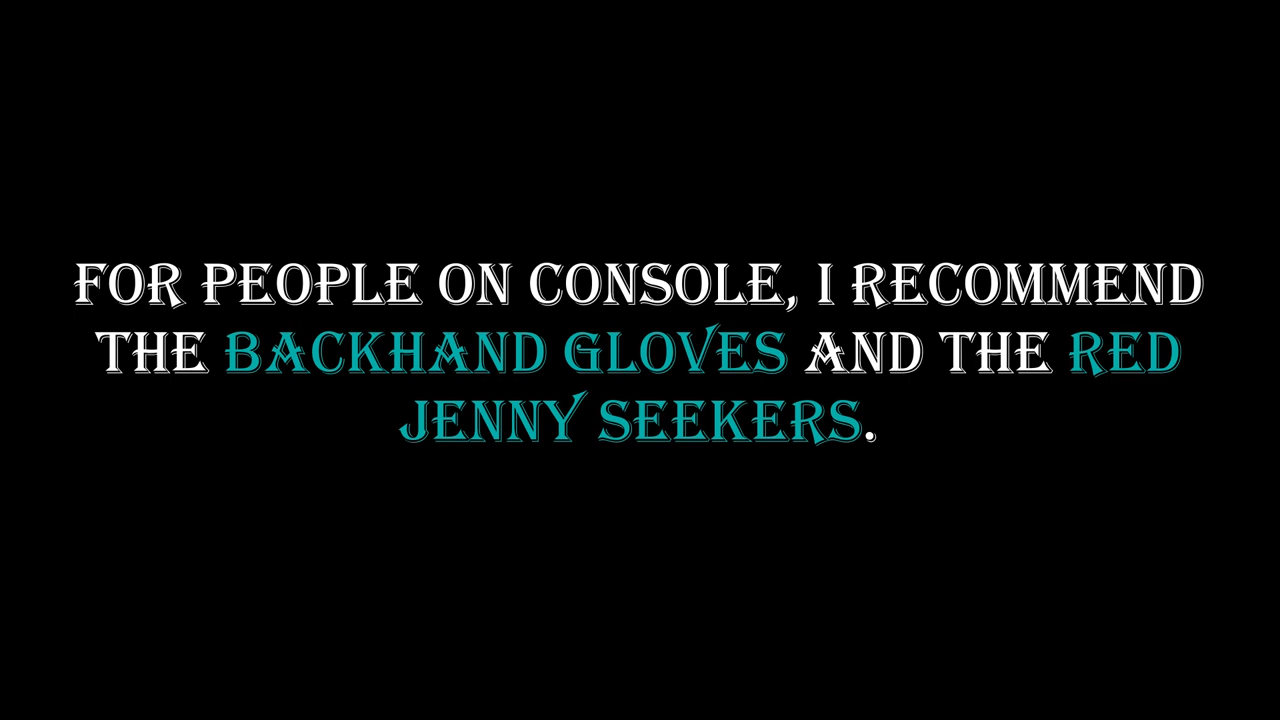 FOR PEOPLE ON CONSOLE, I RECOMMEND
THE BACKHAND GLOVES AND THE RED
JENNY SEEKERS.